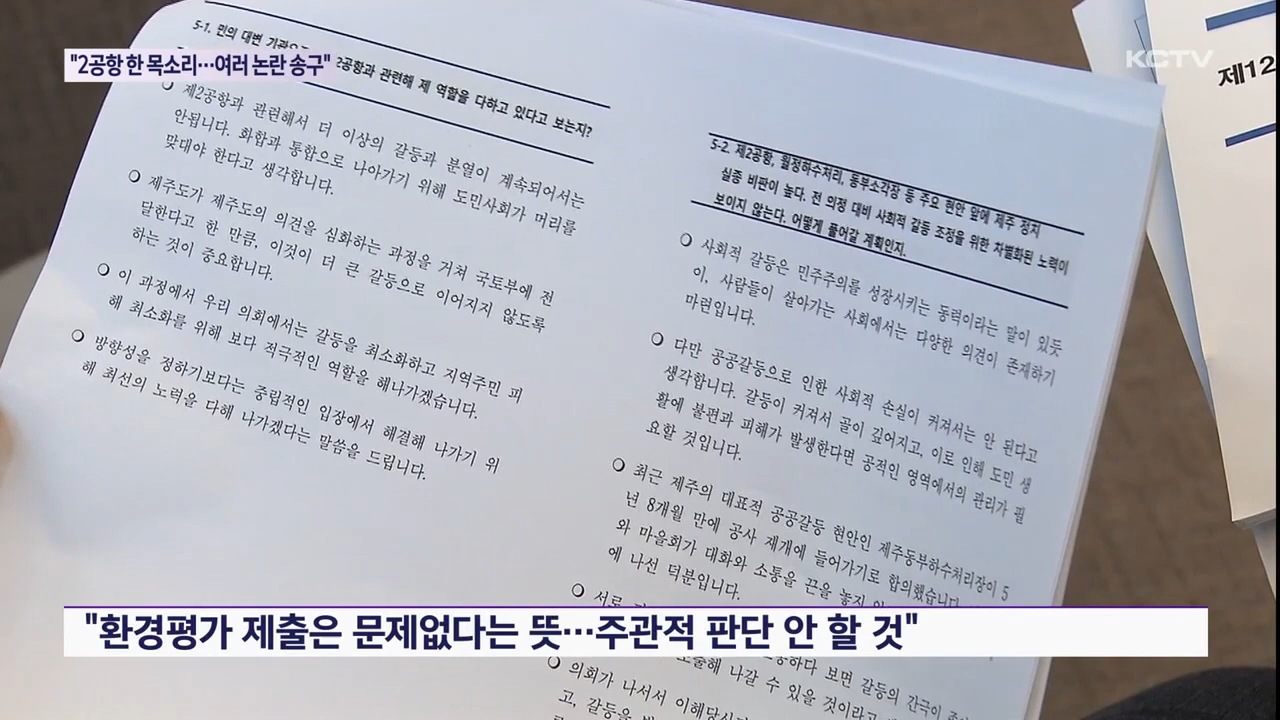 "2공항 한 목소리…여러 논란 송구"
KCTV
제12
5-1. 민의 대변
2공항과 관련해 제 역할을 다하고 있다고 보는지?
제2공항과 관련해서 더 이상의 갈등과 분열이 계속되어서는
안됩니다. 화합과 통합으로 나아가기 위해 도민사회가 머리를
맞대야 한다고 생각합니다.
제주도가 제주도의 의견을 심화하는 과정을 거쳐 국토부에 전
달한다고 한 만큼, 이것이 더 큰 갈등으로 이어지지 않도록
하는 것이 중요합니다.
이 과정에서 우리 의회에서는 갈등을 최소화하고 지역주민 피
해 최소화를 위해 보다 적극적인 역할을 해나가겠습니다.
방향성을 정하기보다는 중립적인 입장에서 해결해 나가기 위
해 최선의 노력을 다해 나가겠다는 말씀을 드립니다.
5-2. 제2공항, 월정하수처리, 동부소각장 등 주요 현안 앞에 제주 정치
실종 비판이 높다. 전 의정 대비 사회적 갈등 조정을 위한 차별화된 노력이
보이지 않는다. 어떻게 풀어갈 계획인지.
사회적 갈등은 민주주의를 성장시키는 동력이라는 말이 있듯
이, 사람들이 살아가는 사회에서는 다양한 의견이 존재하기
마련입니다.
다만 공공갈등으로 인한 사회적 손실이 커져서는 안 된다고
생각합니다. 갈등이 커져서 골이 깊어지고, 이로 인해 도민 생
활에 불편과 피해가 발생한다면 공적인 영역에서의 관리가 필
요할 것입니다.
최근 제주의 대표적 공공갈등 현안인 제주동부하수처리장이 5
년 8개월 만에 공사 재개에 들어가기로 합의했습니다.
와 마을회가 대화와 소통을 끈을 놓지
에 나선 덕분입니다.
서로
보면 갈등의 간극이
나갈 수 있을 것이라고
의회가 나서서
고, 갈등을
"환경평가 제출은 문제없다는 뜻…주관적 판단 안 할 것"